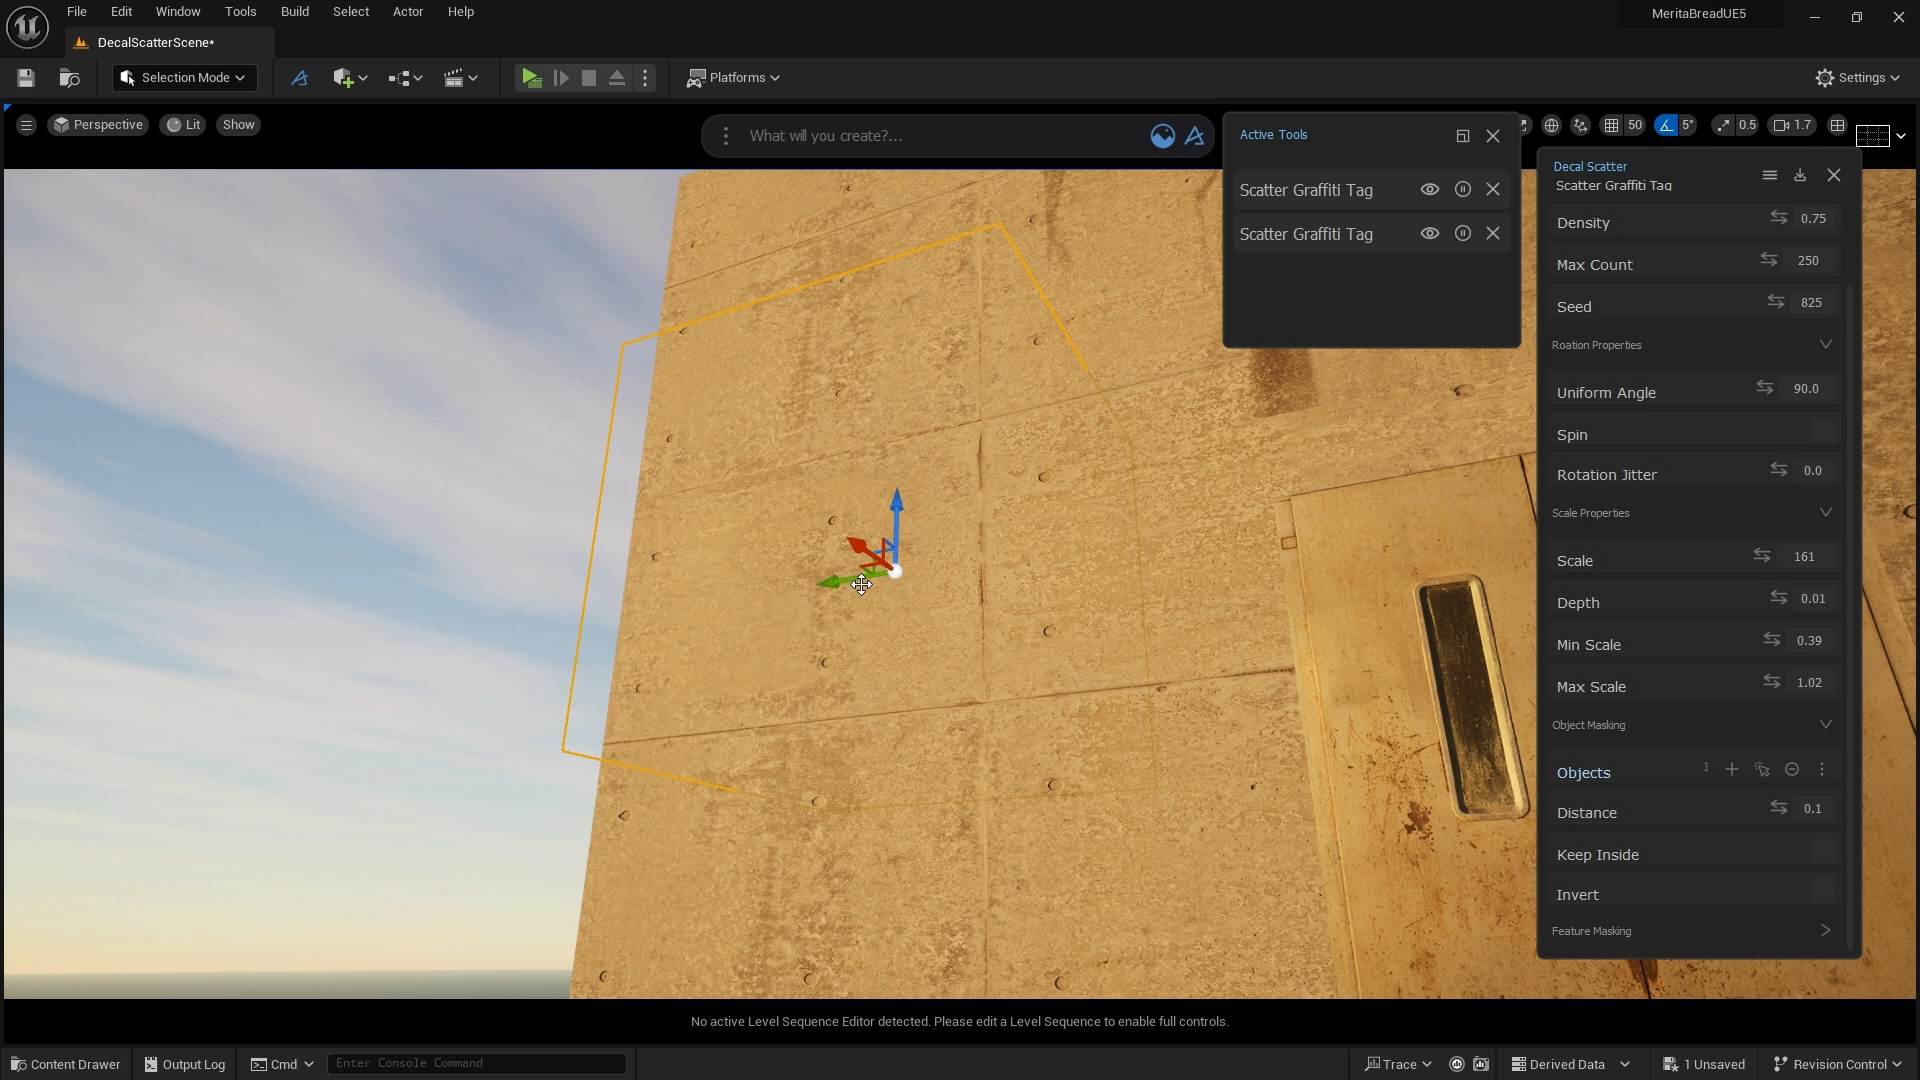 File Edit Window Tools Build Select Actor Help
MeritaBreadUE5
DecalScatterScene*
Selection Mode
Platforms
Settings
Perspective Lit Show
What will you create?...
50 5° 0.5 1.7
Active Tools
Scatter Graffiti Tag
Scatter Graffiti Tag
Decal Scatter
Scatter Graffiti Tag
Density 0.75
Max Count 250
Seed 825
Roation Properties
Uniform Angle 90.0
Spin
Rotation Jitter 0.0
Scale Properties
Scale 161
Depth 0.01
Min Scale 0.39
Max Scale 1.02
Object Masking
Objects 1
Distance 0.1
Keep Inside
Invert
Feature Masking
No active Level Sequence Editor detected. Please edit a Level Sequence to enable full controls.
Content Drawer Output Log Cmd Enter Console Command Trace Derived Data 1 Unsaved Revision Control